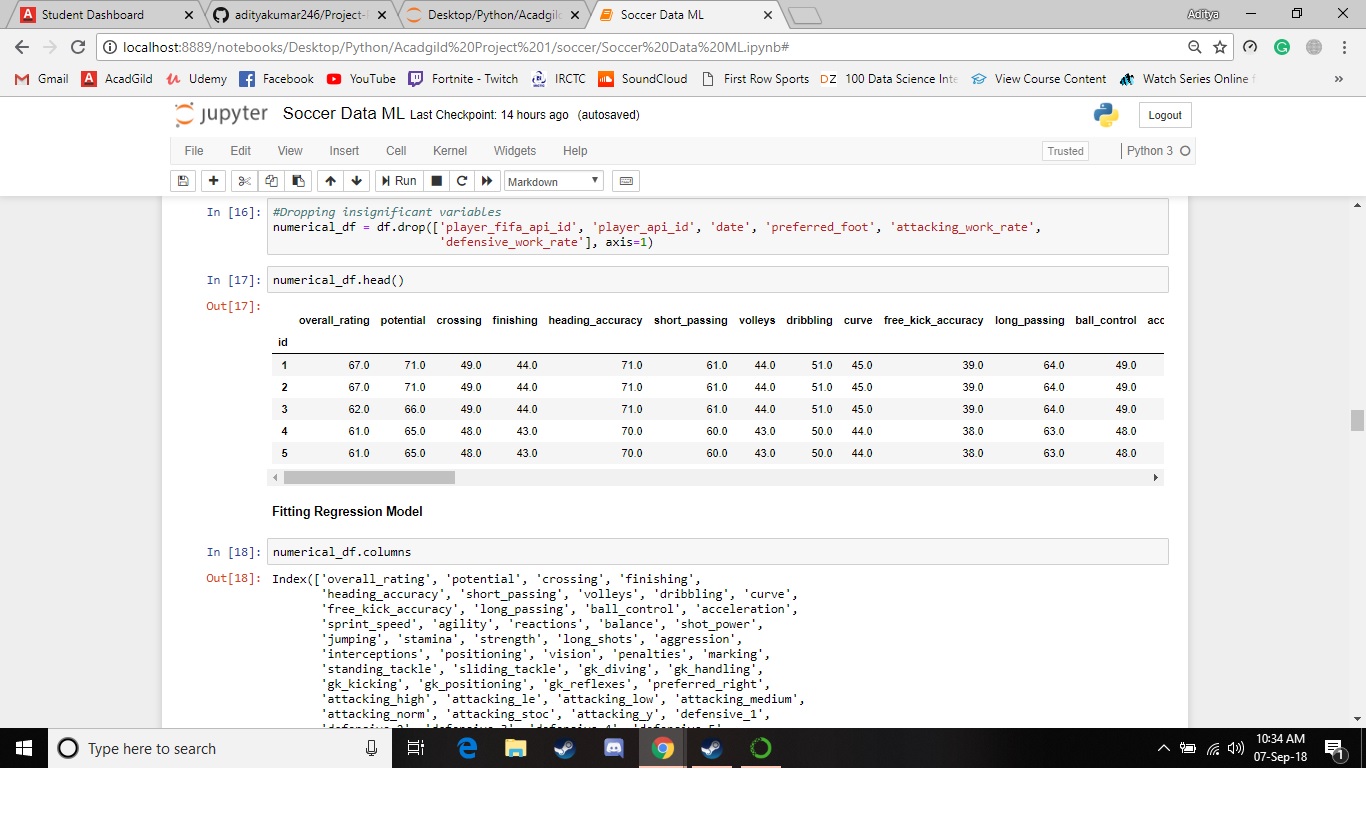 Student Dashboard
adityakumar246/Project-
Desktop/Python/Acadgild
Soccer Data ML
Aditya
localhost:8889/notebooks/Desktop/Python/Acadgild%20Project%201/soccer/Soccer%20Data%20ML.ipynb#
Gmail AcadGild Udemy Facebook YouTube Fortnite - Twitch IRCTC SoundCloud First Row Sports DZ 100 Data Science Inte View Course Content Watch Series Online »
jupyter Soccer Data ML Last Checkpoint: 14 hours ago (autosaved) Logout
File Edit View Insert Cell Kernel Widgets Help Trusted Python 3
Run Markdown
In [16]: #Dropping insignificant variables
numerical_df = df.drop(['player_fifa_api_id', 'player_api_id', 'date', 'preferred_foot', 'attacking_work_rate',
'defensive_work_rate'], axis=1)
In [17]: numerical_df.head()
Out[17]:
overall_rating potential crossing finishing heading_accuracy short_passing volleys dribbling curve free_kick_accuracy long_passing ball_control acc
id
1 67.0 71.0 49.0 44.0 71.0 61.0 44.0 51.0 45.0 39.0 64.0 49.0
2 67.0 71.0 49.0 44.0 71.0 61.0 44.0 51.0 45.0 39.0 64.0 49.0
3 62.0 66.0 49.0 44.0 71.0 61.0 44.0 51.0 45.0 39.0 64.0 49.0
4 61.0 65.0 48.0 43.0 70.0 60.0 43.0 50.0 44.0 38.0 63.0 48.0
5 61.0 65.0 48.0 43.0 70.0 60.0 43.0 50.0 44.0 38.0 63.0 48.0
Fitting Regression Model
In [18]: numerical_df.columns
Out[18]: Index(['overall_rating', 'potential', 'crossing', 'finishing',
'heading_accuracy', 'short_passing', 'volleys', 'dribbling', 'curve',
'free_kick_accuracy', 'long_passing', 'ball_control', 'acceleration',
'sprint_speed', 'agility', 'reactions', 'balance', 'shot_power',
'jumping', 'stamina', 'strength', 'long_shots', 'aggression',
'interceptions', 'positioning', 'vision', 'penalties', 'marking',
'standing_tackle', 'sliding_tackle', 'gk_diving', 'gk_handling',
'gk_kicking', 'gk_positioning', 'gk_reflexes', 'preferred_right',
'attacking_high', 'attacking_le', 'attacking_low', 'attacking_medium',
'attacking_norm', 'attacking_stoc', 'attacking_y', 'defensive_1',
Type here to search
10:34 AM
07-Sep-18
1